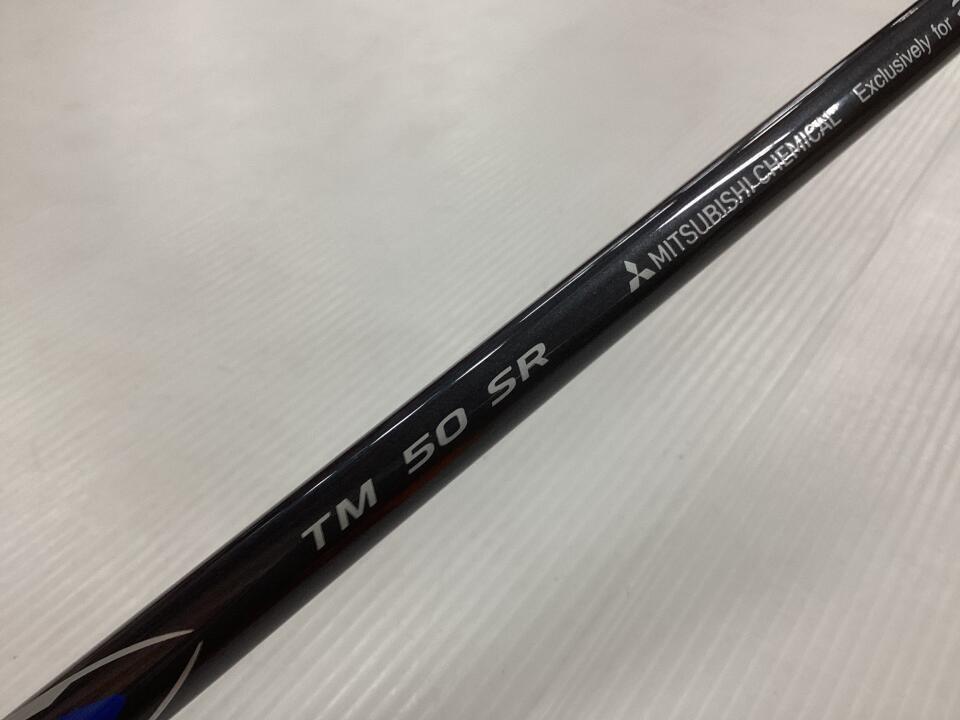 TM 50 SR
MITSUBISHI CHEMICAL
Exclusively for